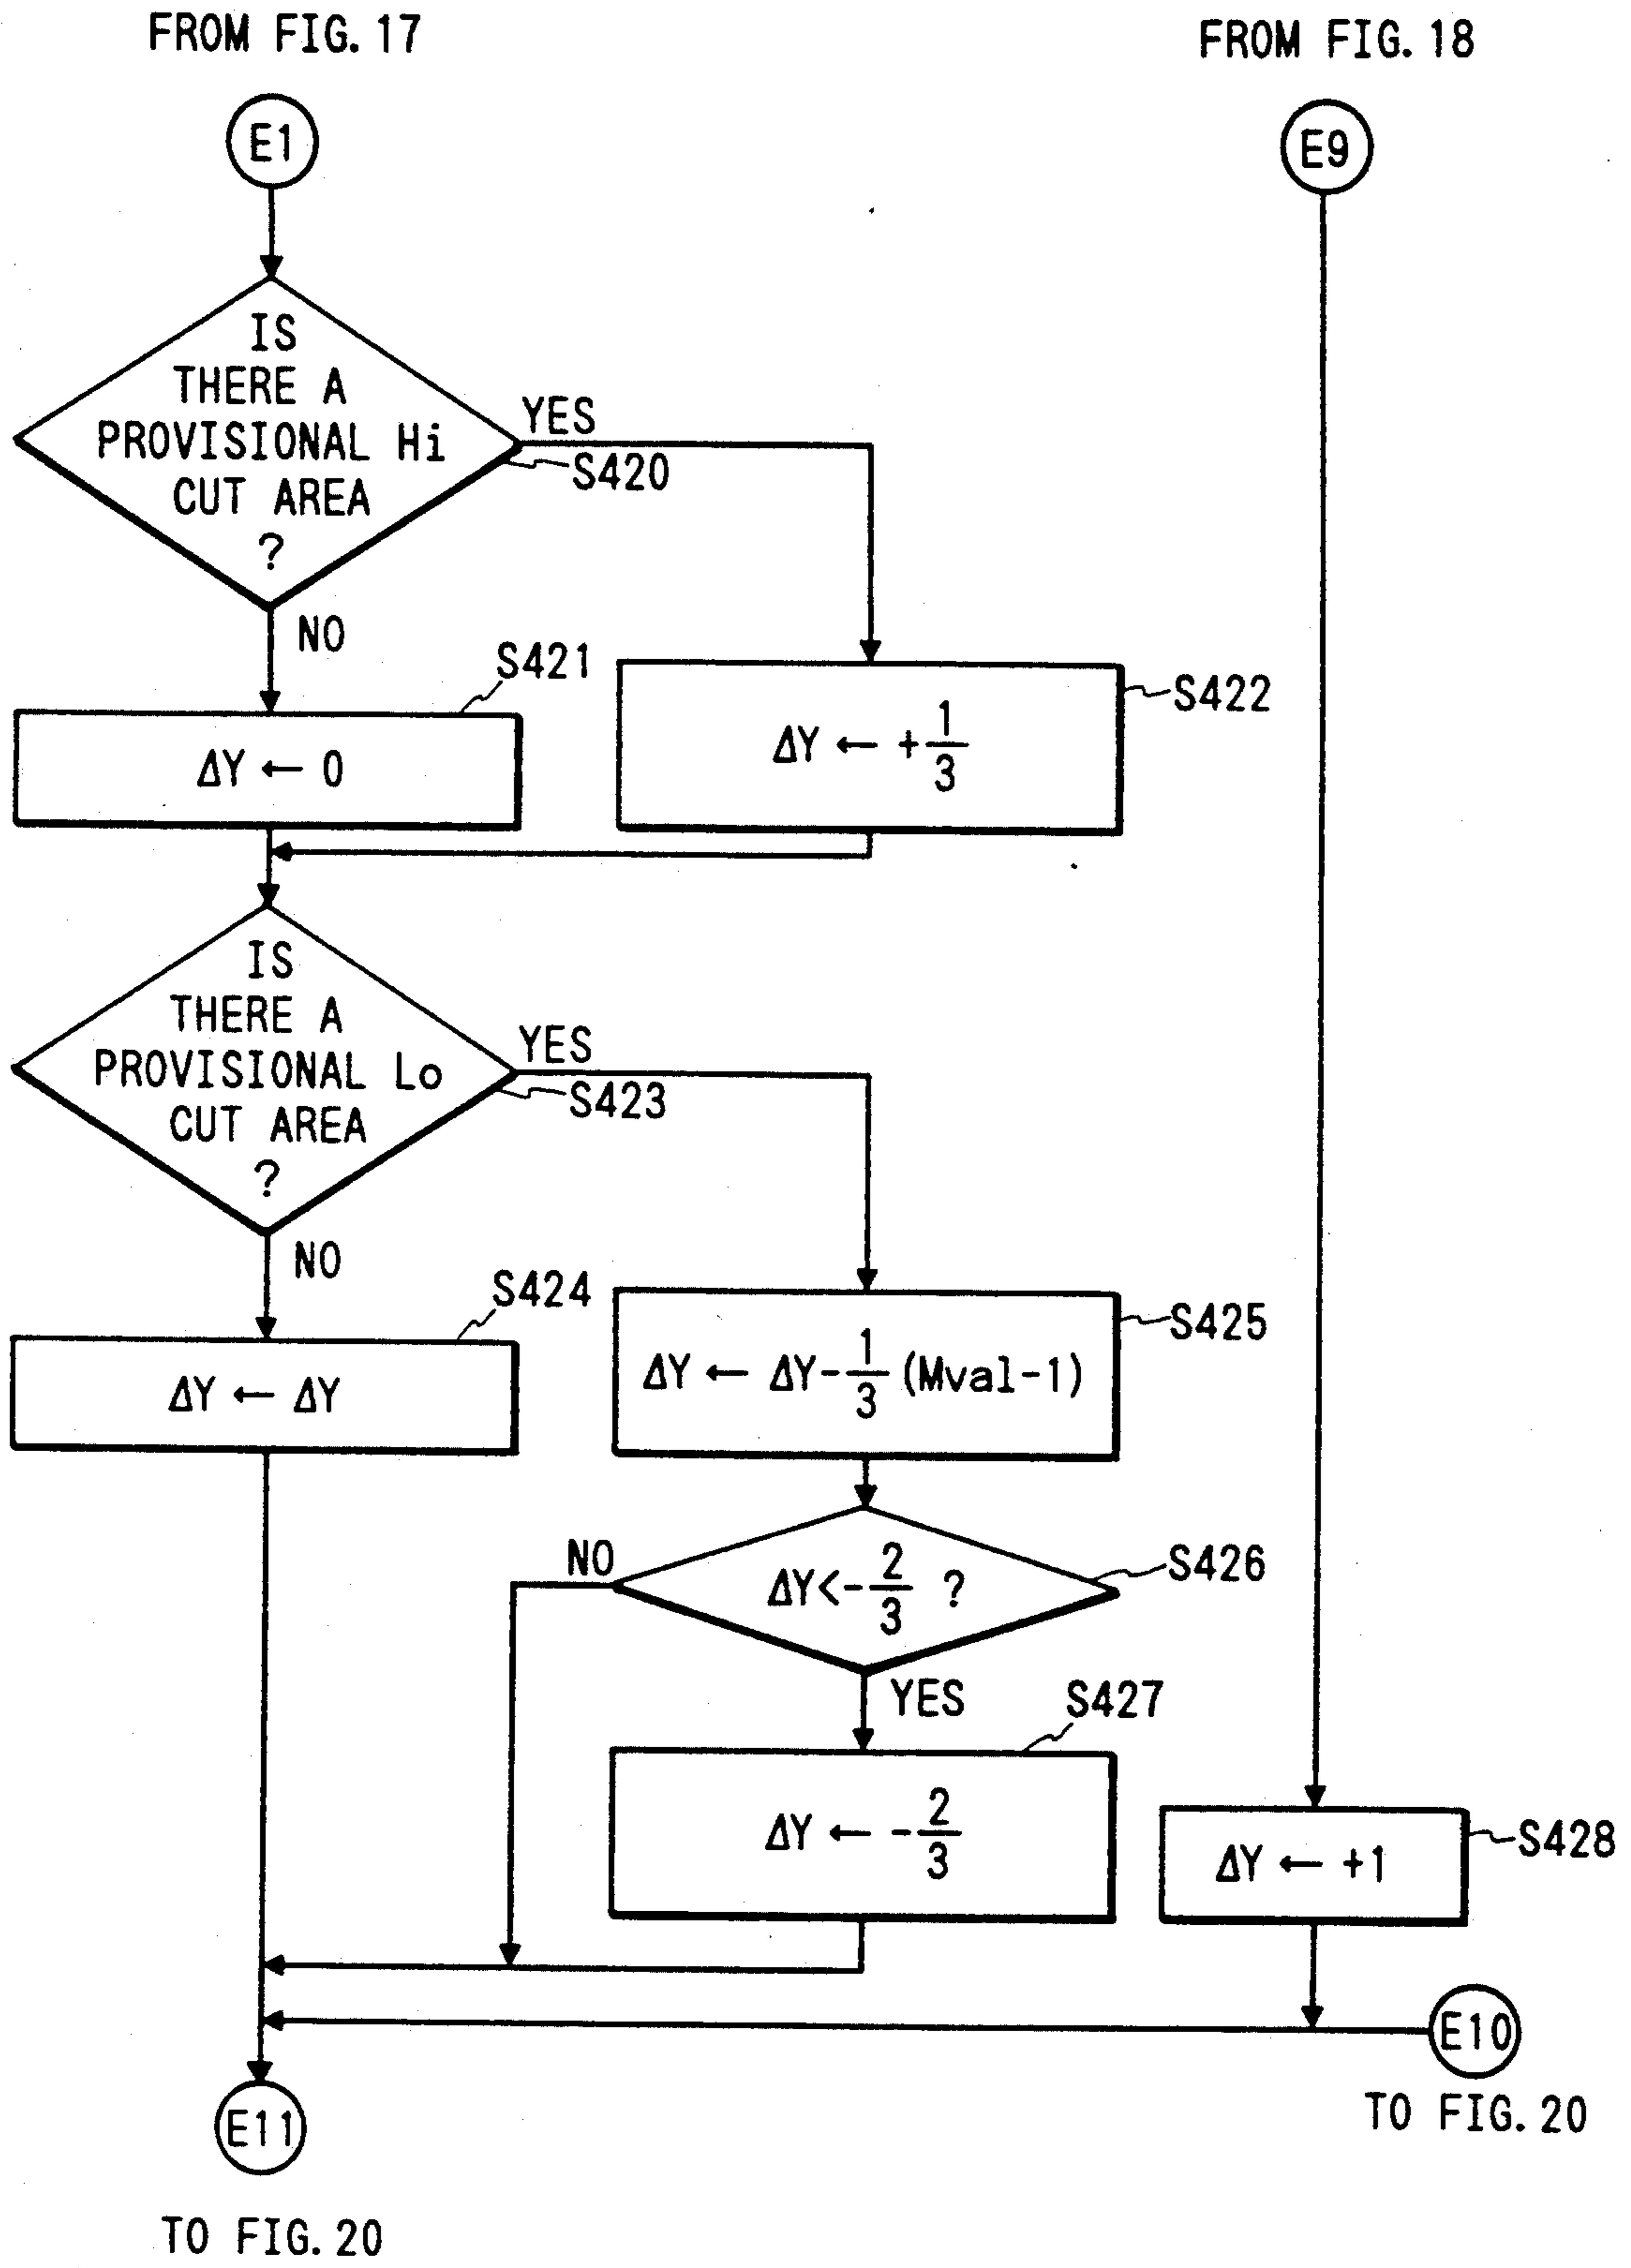 FROM FIG. 17
FROM FIG. 18
E1
E9
IS
THERE A
PROVISIONAL Hi
CUT AREA
?
YES
S420
NO
S421
ΔY ← 0
S422
ΔY ← +1/3
IS
THERE A
PROVISIONAL Lo
CUT AREA
?
YES
S423
NO
S424
ΔY ← ΔY
S425
ΔY ← ΔY-1/3(Mval-1)
NO
ΔY<-2/3 ?
S426
YES
S427
ΔY ← -2/3
S428
ΔY ← +1
E10
TO FIG. 20
E11
TO FIG. 20